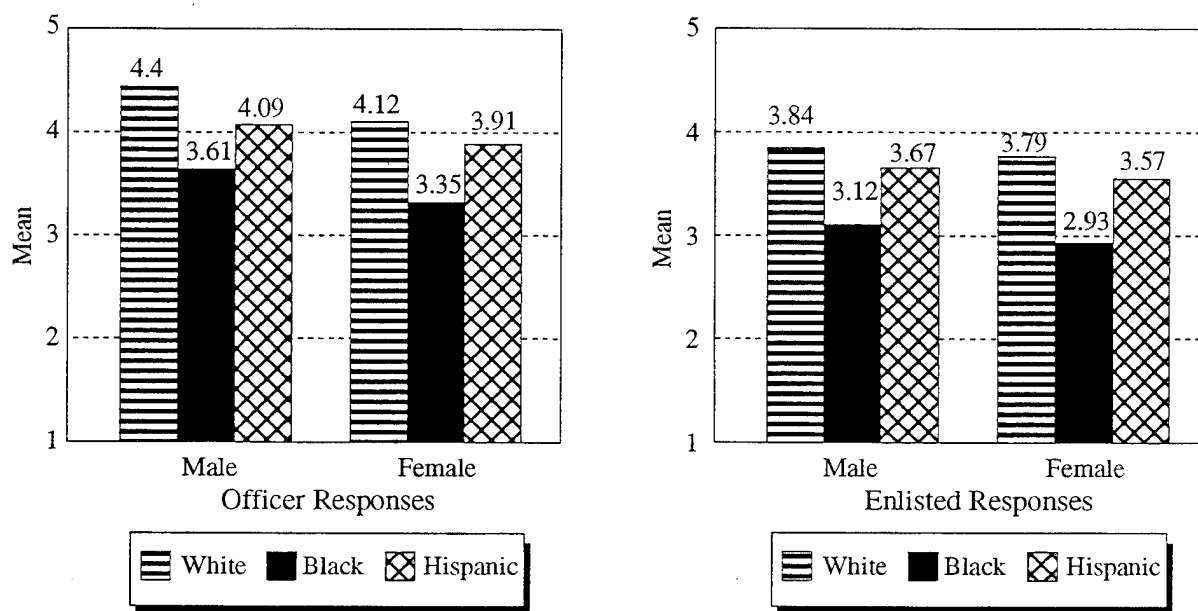 5
4
3
2
1
Mean
4.4
3.61
4.09
4.12
3.35
3.91
Male
Female
Officer Responses
White
Black
Hispanic
5
4
3
2
1
Mean
3.84
3.12
3.67
3.79
2.93
3.57
Male
Female
Enlisted Responses
White
Black
Hispanic